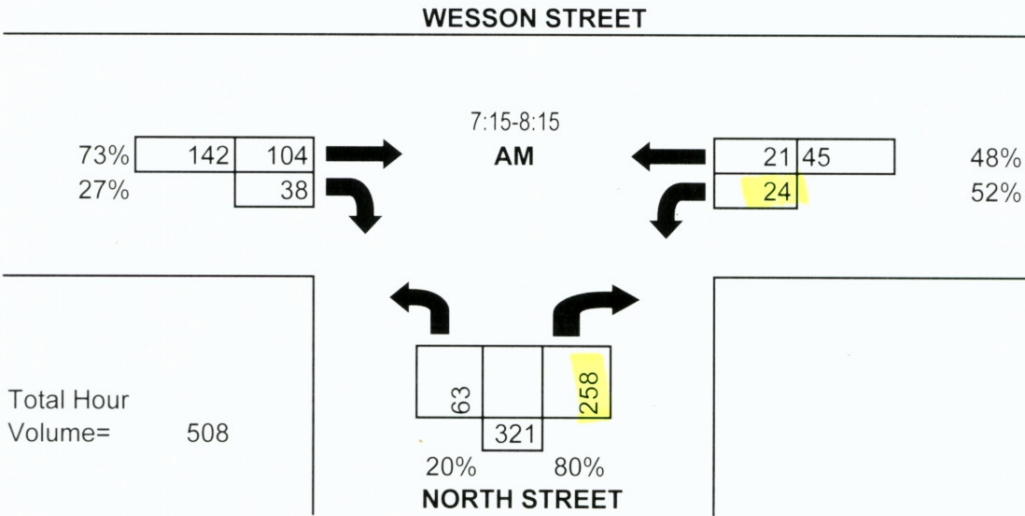 WESSON STREET
7:15-8:15
AM
73% 142 104
27% 38
21 45 48%
24 52%
63 258
321
20% 80%
NORTH STREET
Total Hour
Volume= 508